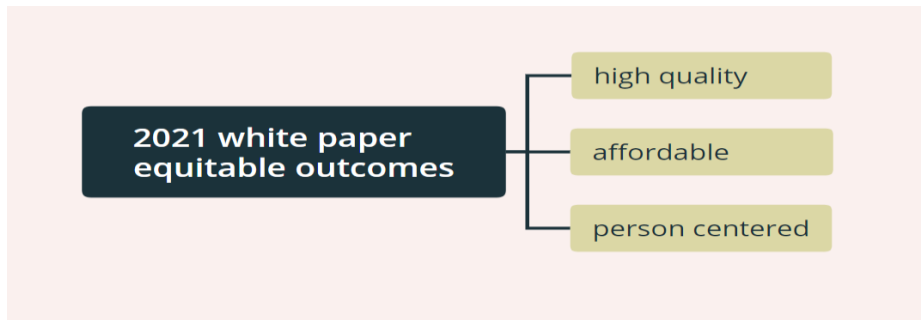 2021 white paper
equitable outcomes
high quality
affordable
person centered